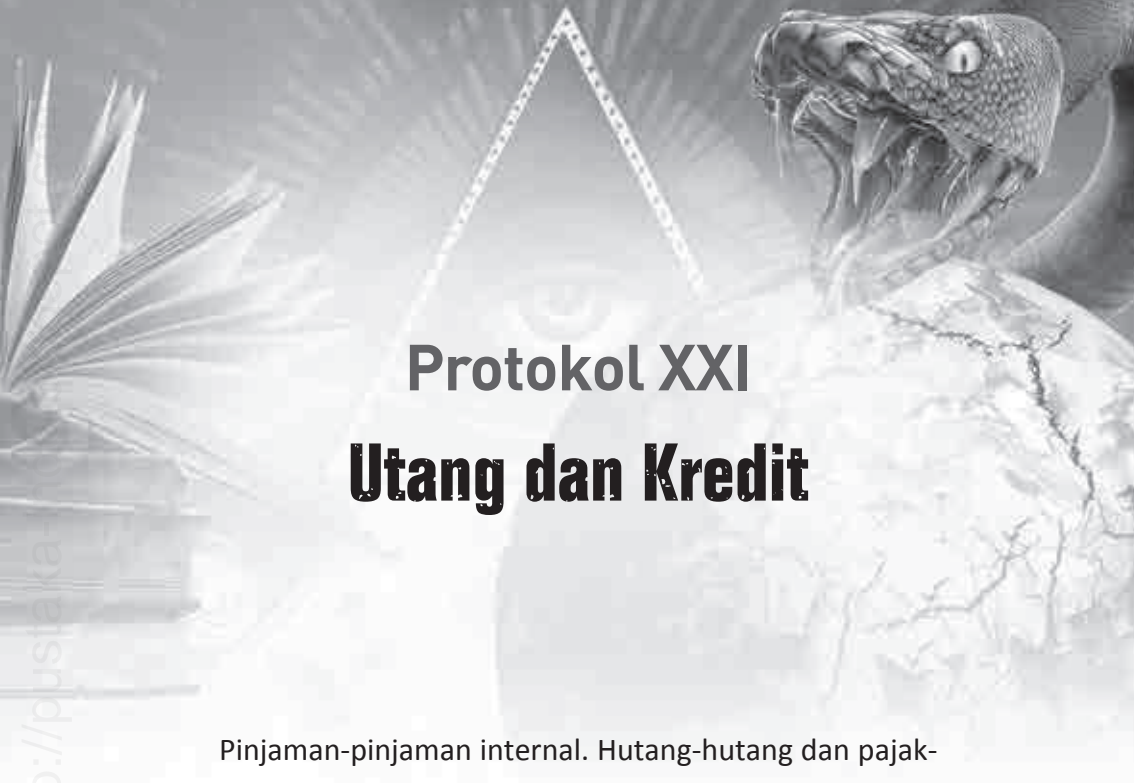 Protokol XXI
Utang dan Kredit
Pinjaman-pinjaman internal. Hutang-hutang dan pajak-